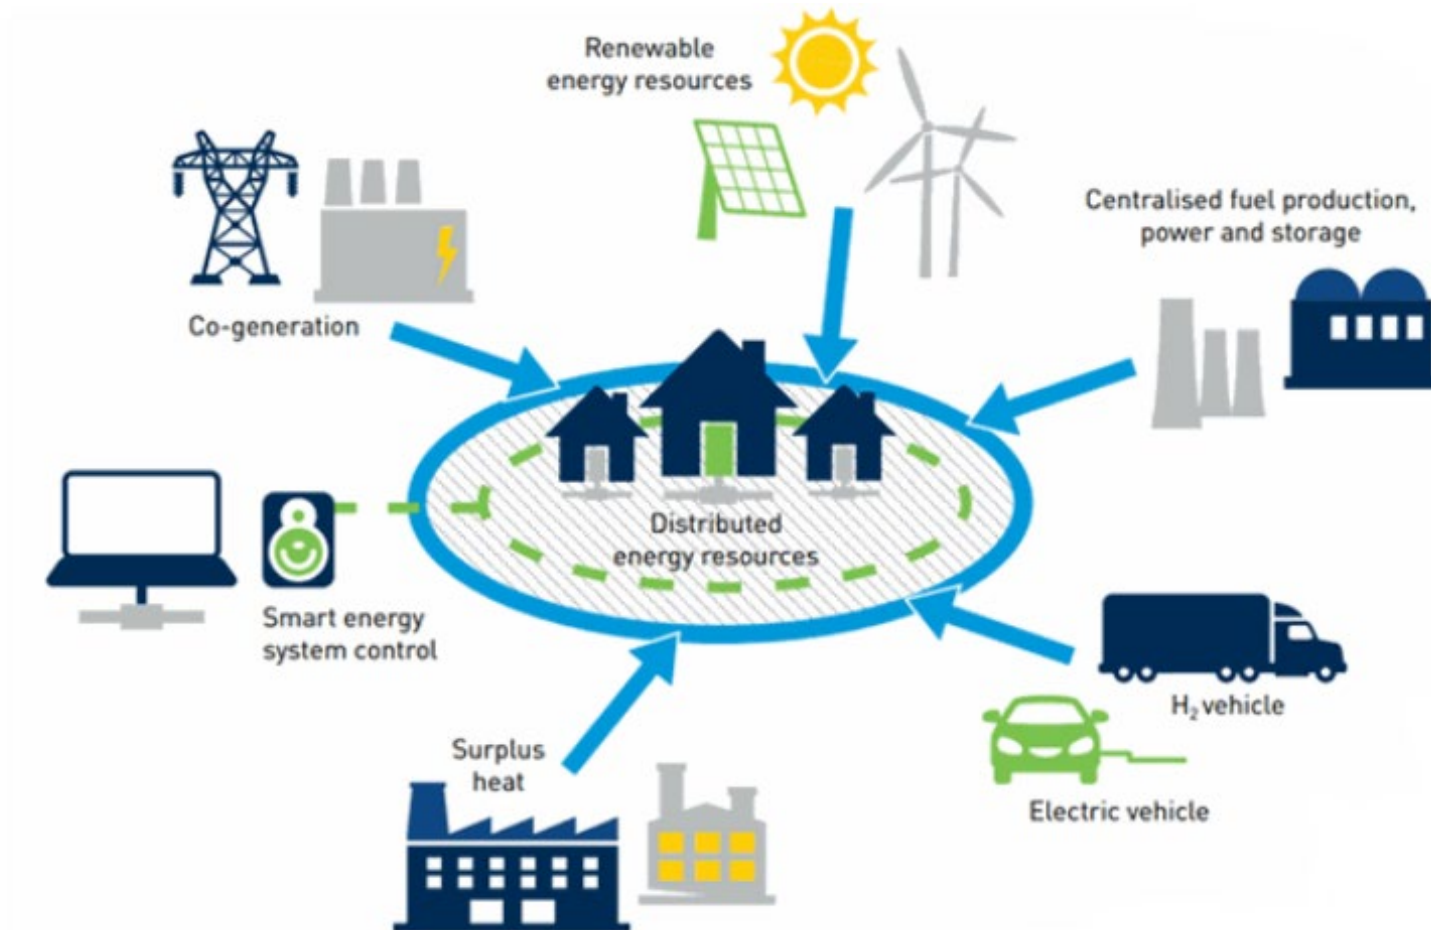 Renewable
energy resources
Centralised fuel production,
power and storage
Co-generation
Distributed
energy resources
Smart energy
system control
H₂ vehicle
Surplus
heat
Electric vehicle